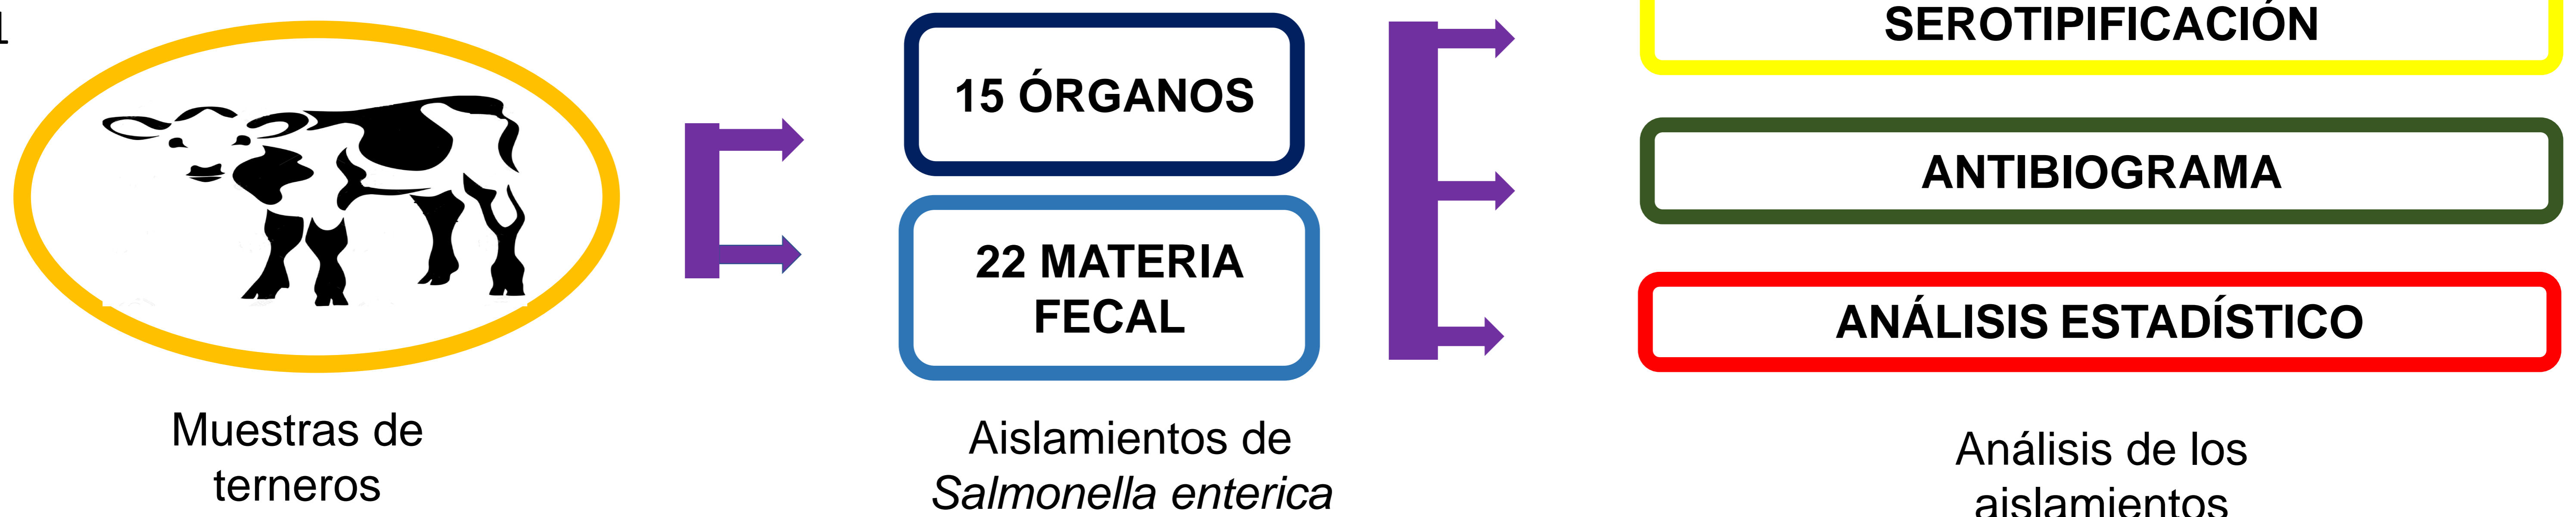 1
15 ÓRGANOS
22 MATERIA
FECAL
SEROTIPIFICACIÓN
ANTIBIOGRAMA
ANÁLISIS ESTADÍSTICO
Muestras de
terneros
Aislamientos de
Salmonella enterica
Análisis de los
aislamientos